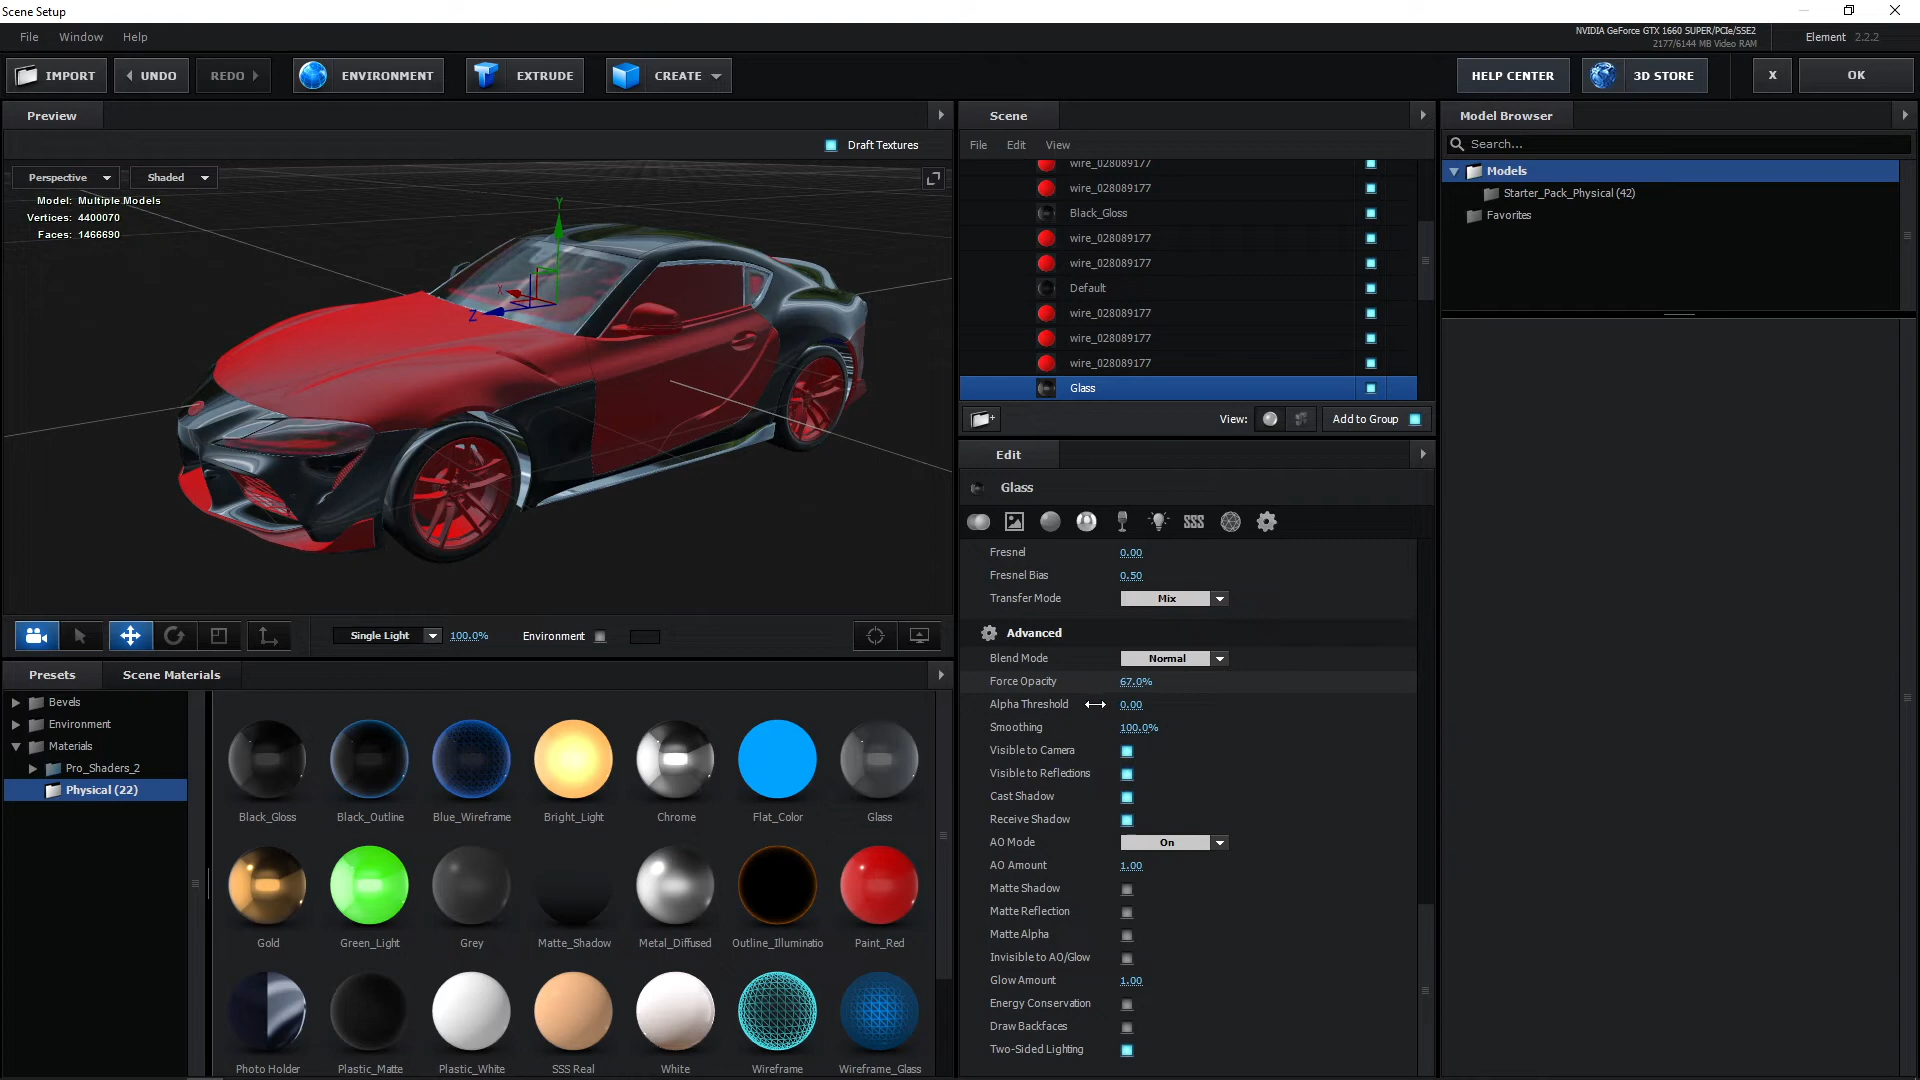 Scene Setup
File Window Help
NVIDIA GeForce GTX 1660 SUPER/PCIe/SSE2
2177/6144 MB Video RAM
Element 2.2.2
IMPORT UNDO REDO ENVIRONMENT EXTRUDE CREATE HELP CENTER 3D STORE X OK
Preview
Draft Textures
Perspective Shaded
Model: Multiple Models
Vertices: 4400070
Faces: 1466690
Y
X
Z
Single Light 100.0% Environment
Presets Scene Materials
Bevels
Environment
Materials
Pro_Shaders_2
Physical (22)
Black_Gloss Black_Outline Blue_Wireframe Bright_Light Chrome Flat_Color Glass
Gold Green_Light Grey Matte_Shadow Metal_Diffused Outline_Illuminatio Paint_Red
Photo Holder Plastic_Matte Plastic_White SSS Real White Wireframe Wireframe_Glass
Scene
File Edit View
wire_028089177
wire_028089177
Black_Gloss
wire_028089177
wire_028089177
Default
wire_028089177
wire_028089177
wire_028089177
Glass
View: Add to Group
Edit
Glass
Fresnel 0.00
Fresnel Bias 0.50
Transfer Mode Mix
Advanced
Blend Mode Normal
Force Opacity 67.0%
Alpha Threshold 0.00
Smoothing 100.0%
Visible to Camera
Visible to Reflections
Cast Shadow
Receive Shadow
AO Mode On
AO Amount 1.00
Matte Shadow
Matte Reflection
Matte Alpha
Invisible to AO/Glow
Glow Amount 1.00
Energy Conservation
Draw Backfaces
Two-Sided Lighting
Model Browser
Search...
Models
Starter_Pack_Physical (42)
Favorites